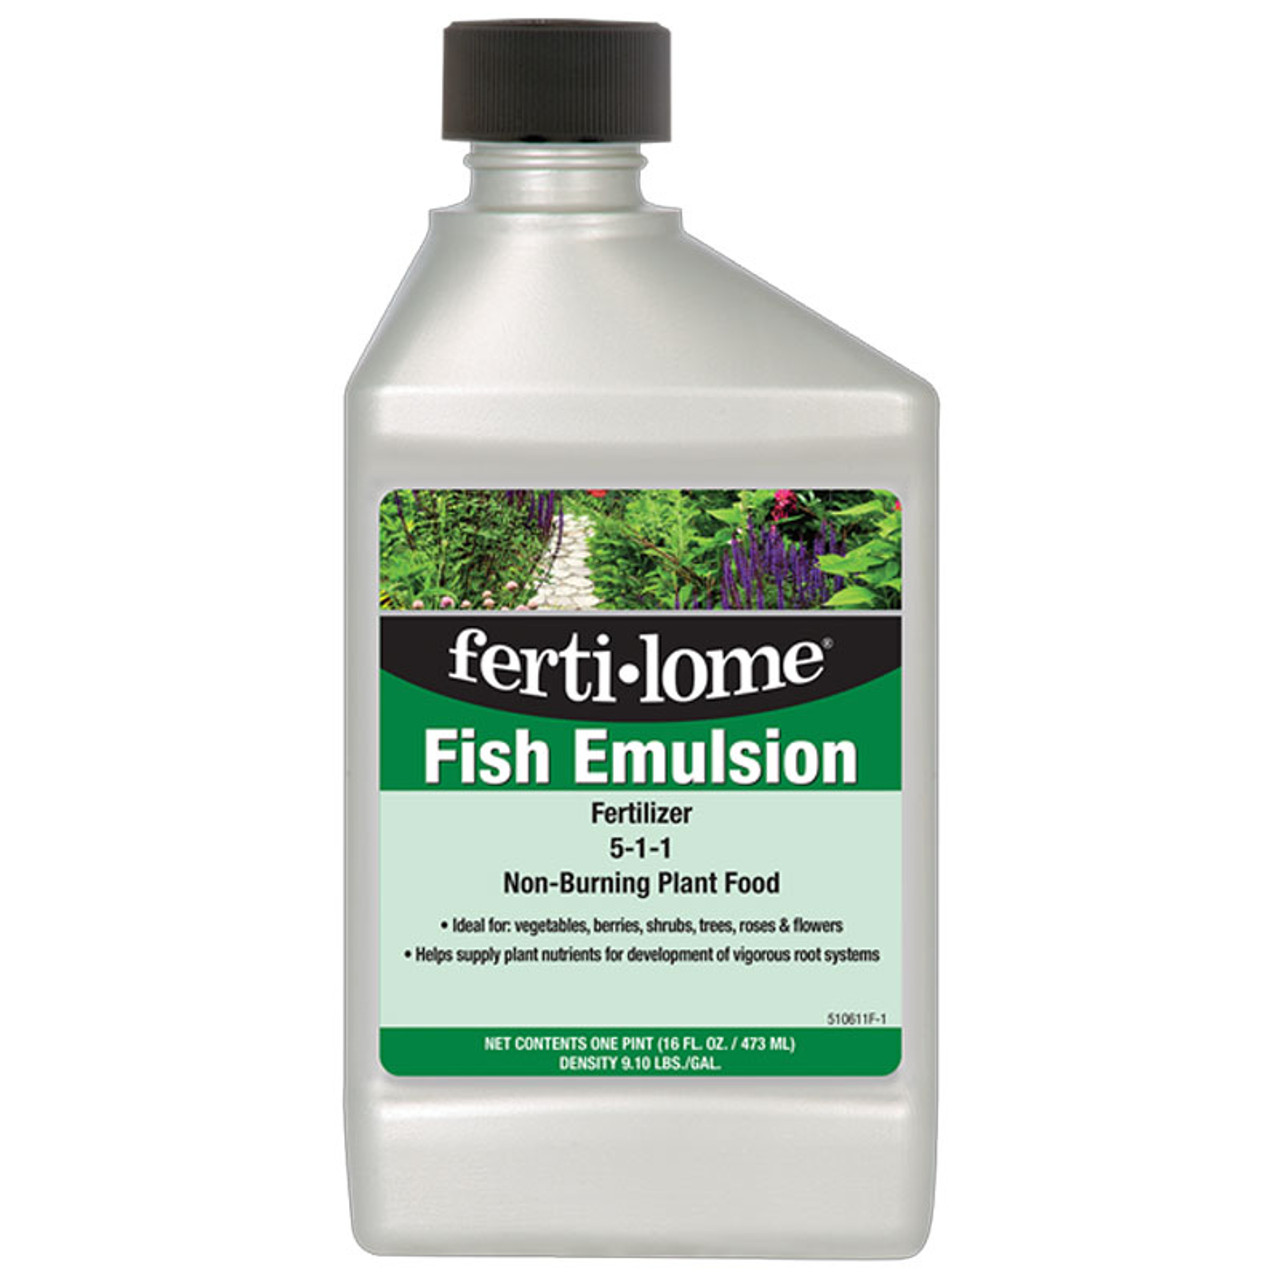 ferti•lome®
Fish Emulsion
Fertilizer
5-1-1
Non-Burning Plant Food
• Ideal for: vegetables, berries, shrubs, trees, roses & flowers
• Helps supply plant nutrients for development of vigorous root systems
510611F-1
NET CONTENTS ONE PINT (16 FL. OZ. / 473 ML)
DENSITY 9.10 LBS./GAL.